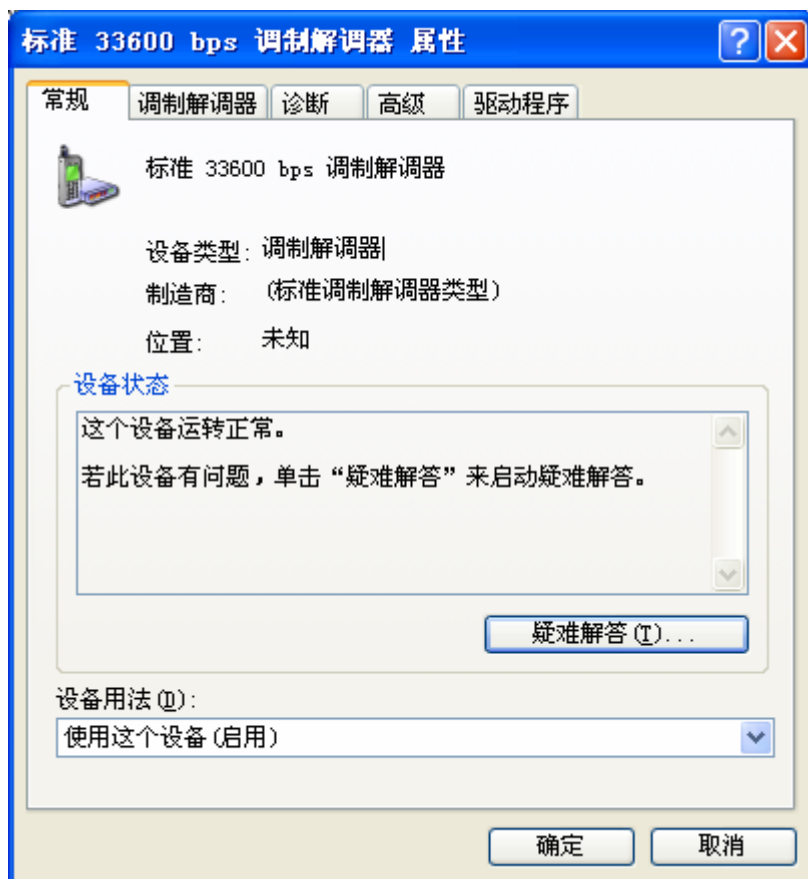 标准 33600 bps 调制解调器 属性
常规 调制解调器 诊断 高级 驱动程序
标准 33600 bps 调制解调器
设备类型: 调制解调器
制造商: (标准调制解调器类型)
位置: 未知
设备状态
这个设备运转正常。
若此设备有问题，单击“疑难解答”来启动疑难解答。
疑难解答(T)...
设备用法(D):
使用这个设备(启用)
确定 取消